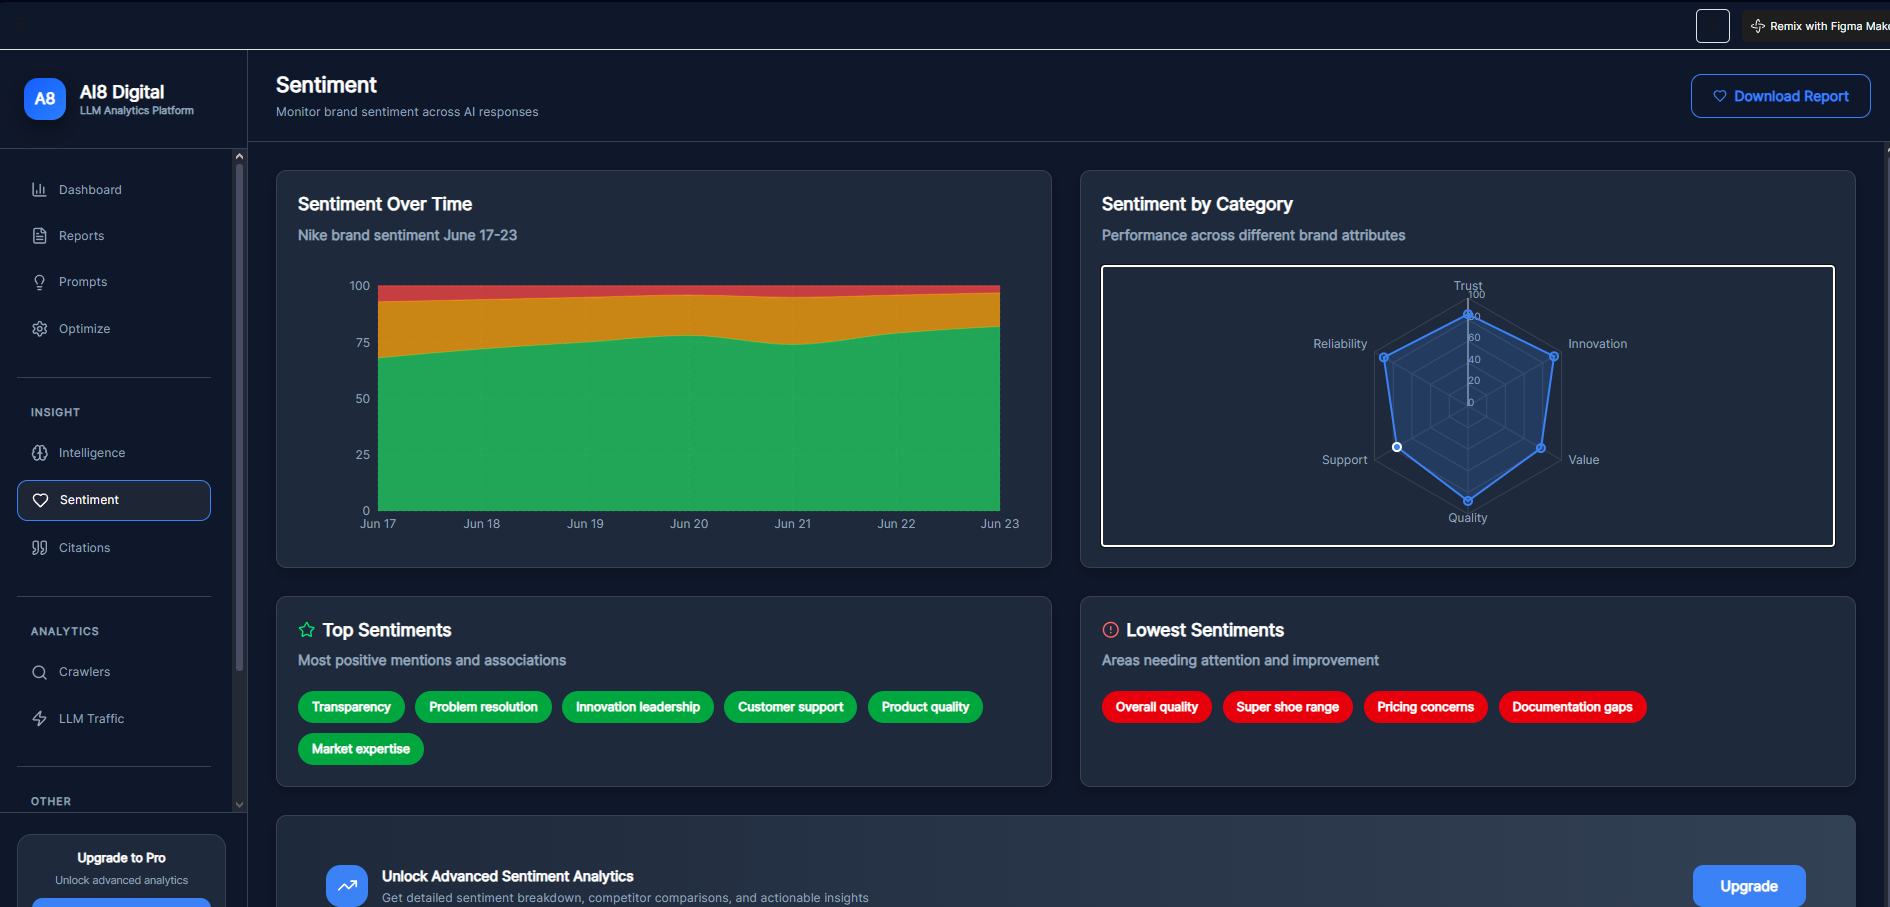 Remix with Figma Make
A8
AI8 Digital
LLM Analytics Platform
Dashboard
Reports
Prompts
Optimize
INSIGHT
Intelligence
Sentiment
Citations
ANALYTICS
Crawlers
LLM Traffic
OTHER
Upgrade to Pro
Unlock advanced analytics
Sentiment
Monitor brand sentiment across AI responses
Download Report
Sentiment Over Time
Nike brand sentiment June 17-23
100
75
50
25
0
Jun 17 Jun 18 Jun 19 Jun 20 Jun 21 Jun 22 Jun 23
Sentiment by Category
Performance across different brand attributes
Trust
100
80
60
40
20
0
Reliability
Innovation
Support
Value
Quality
Top Sentiments
Most positive mentions and associations
Transparency Problem resolution Innovation leadership Customer support Product quality
Market expertise
Lowest Sentiments
Areas needing attention and improvement
Overall quality Super shoe range Pricing concerns Documentation gaps
Unlock Advanced Sentiment Analytics
Get detailed sentiment breakdown, competitor comparisons, and actionable insights
Upgrade